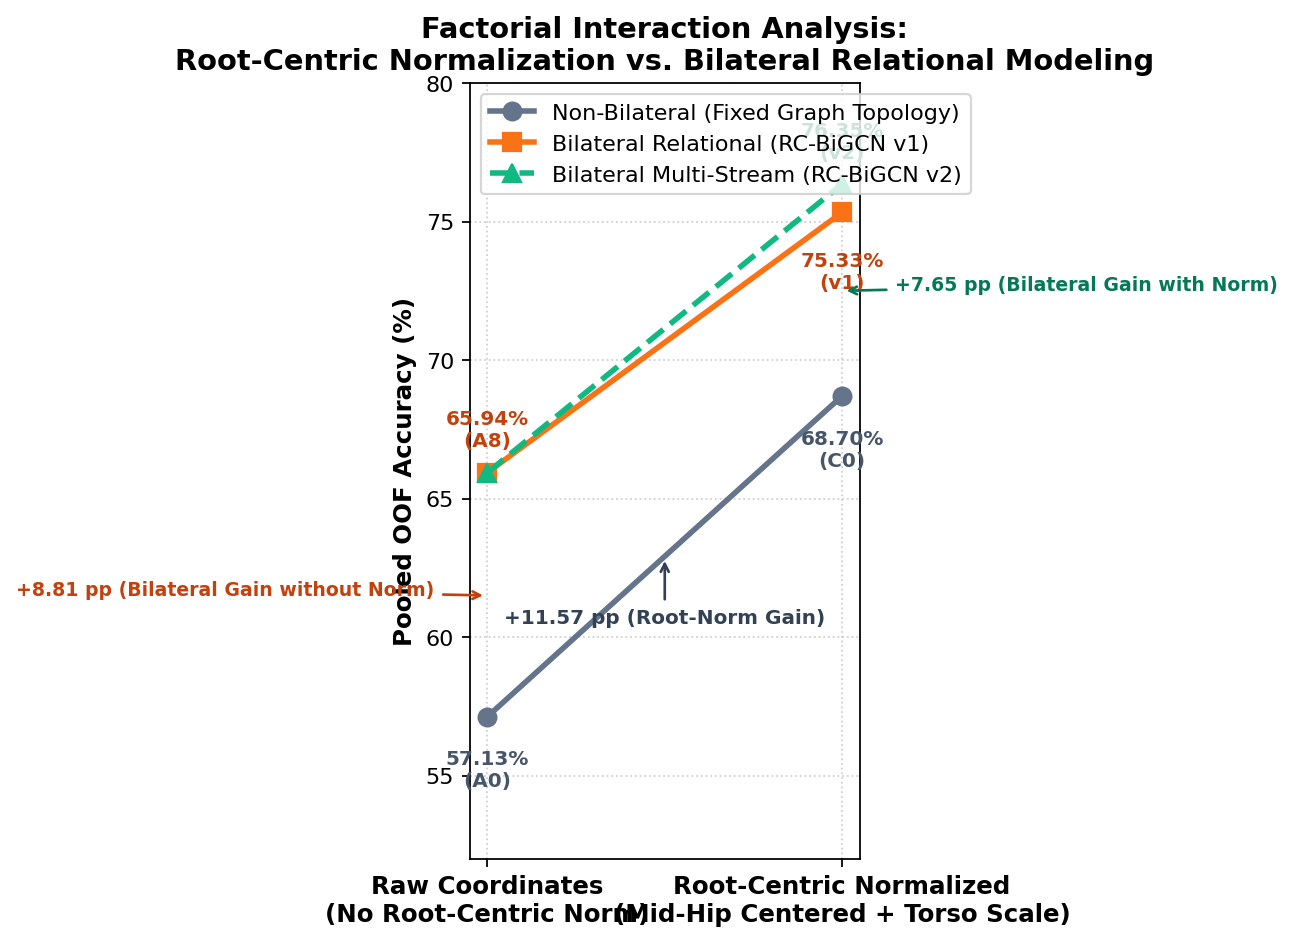 Factorial Interaction Analysis:
Root-Centric Normalization vs. Bilateral Relational Modeling
80
75
70
65
60
55
Pooled OOF Accuracy (%)
Non-Bilateral (Fixed Graph Topology)
Bilateral Relational (RC-BiGCN v1)
Bilateral Multi-Stream (RC-BiGCN v2)
76.35%
(v2)
75.33%
(v1)
+7.65 pp (Bilateral Gain with Norm)
65.94%
(A8)
68.70%
(C0)
+8.81 pp (Bilateral Gain without Norm)
+11.57 pp (Root-Norm Gain)
57.13%
(A0)
Raw Coordinates
(No Root-Centric Norm)
Root-Centric Normalized
(Mid-Hip Centered + Torso Scale)